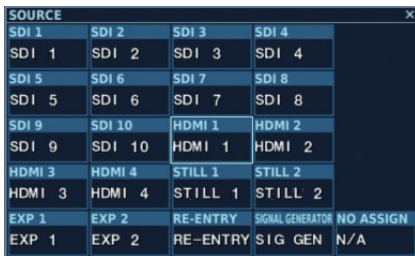 SOURCE ×
SDI 1 SDI 2 SDI 3 SDI 4
SDI 1 SDI 2 SDI 3 SDI 4
SDI 5 SDI 6 SDI 7 SDI 8
SDI 5 SDI 6 SDI 7 SDI 8
SDI 9 SDI 10 HDMI 1 HDMI 2
SDI 9 SDI 10 HDMI 1 HDMI 2
HDMI 3 HDMI 4 STILL 1 STILL 2
HDMI 3 HDMI 4 STILL 1 STILL 2
EXP 1 EXP 2 RE-ENTRY SIGNAL GENERATOR NO ASSIGN
EXP 1 EXP 2 RE-ENTRY SIG GEN N/A